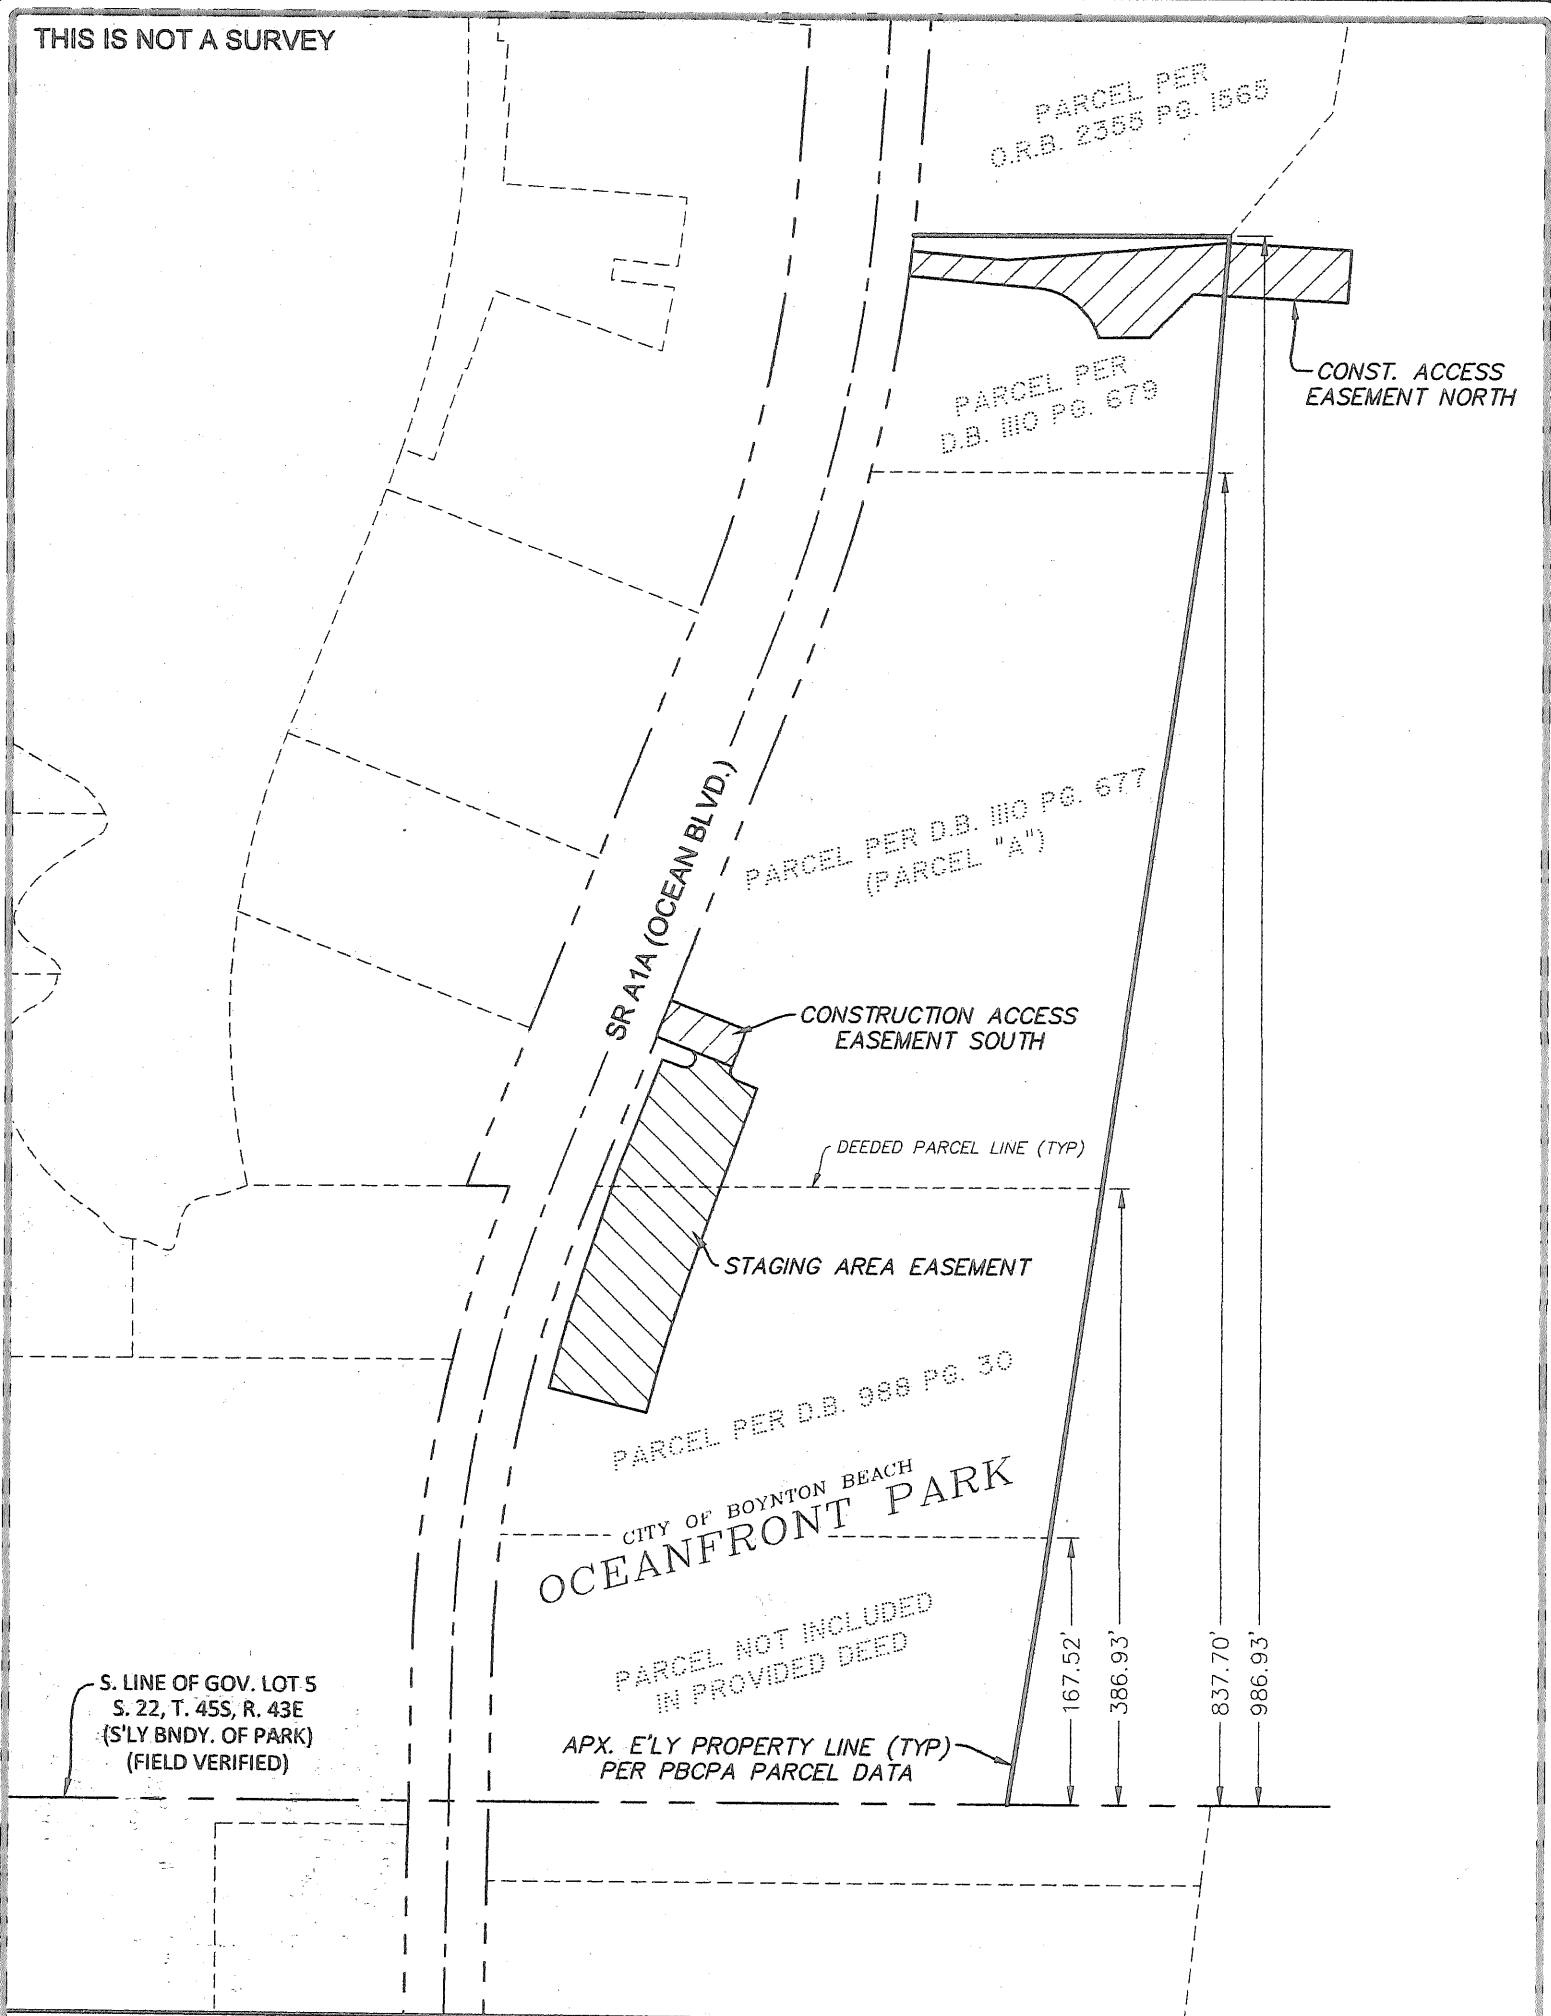 THIS IS NOT A SURVEY
PARCEL PER
O.R.B. 2355 PG. 1565
CONST. ACCESS
EASEMENT NORTH
PARCEL PER
D.B. 1110 PG. 679
SR A1A (OCEAN BLVD.)
PARCEL PER D.B. 1110 PG. 677
(PARCEL "A")
CONSTRUCTION ACCESS
EASEMENT SOUTH
DEEDED PARCEL LINE (TYP)
STAGING AREA EASEMENT
PARCEL PER D.B. 988 PG. 30
CITY OF BOYNTON BEACH
OCEANFRONT PARK
PARCEL NOT INCLUDED
IN PROVIDED DEED
167.52'
386.93'
837.70'
986.93'
S. LINE OF GOV. LOT 5
S. 22, T. 45S, R. 43E
(S'LY BNDY. OF PARK)
(FIELD VERIFIED)
APX. E'LY PROPERTY LINE (TYP)
PER PBCPA PARCEL DATA